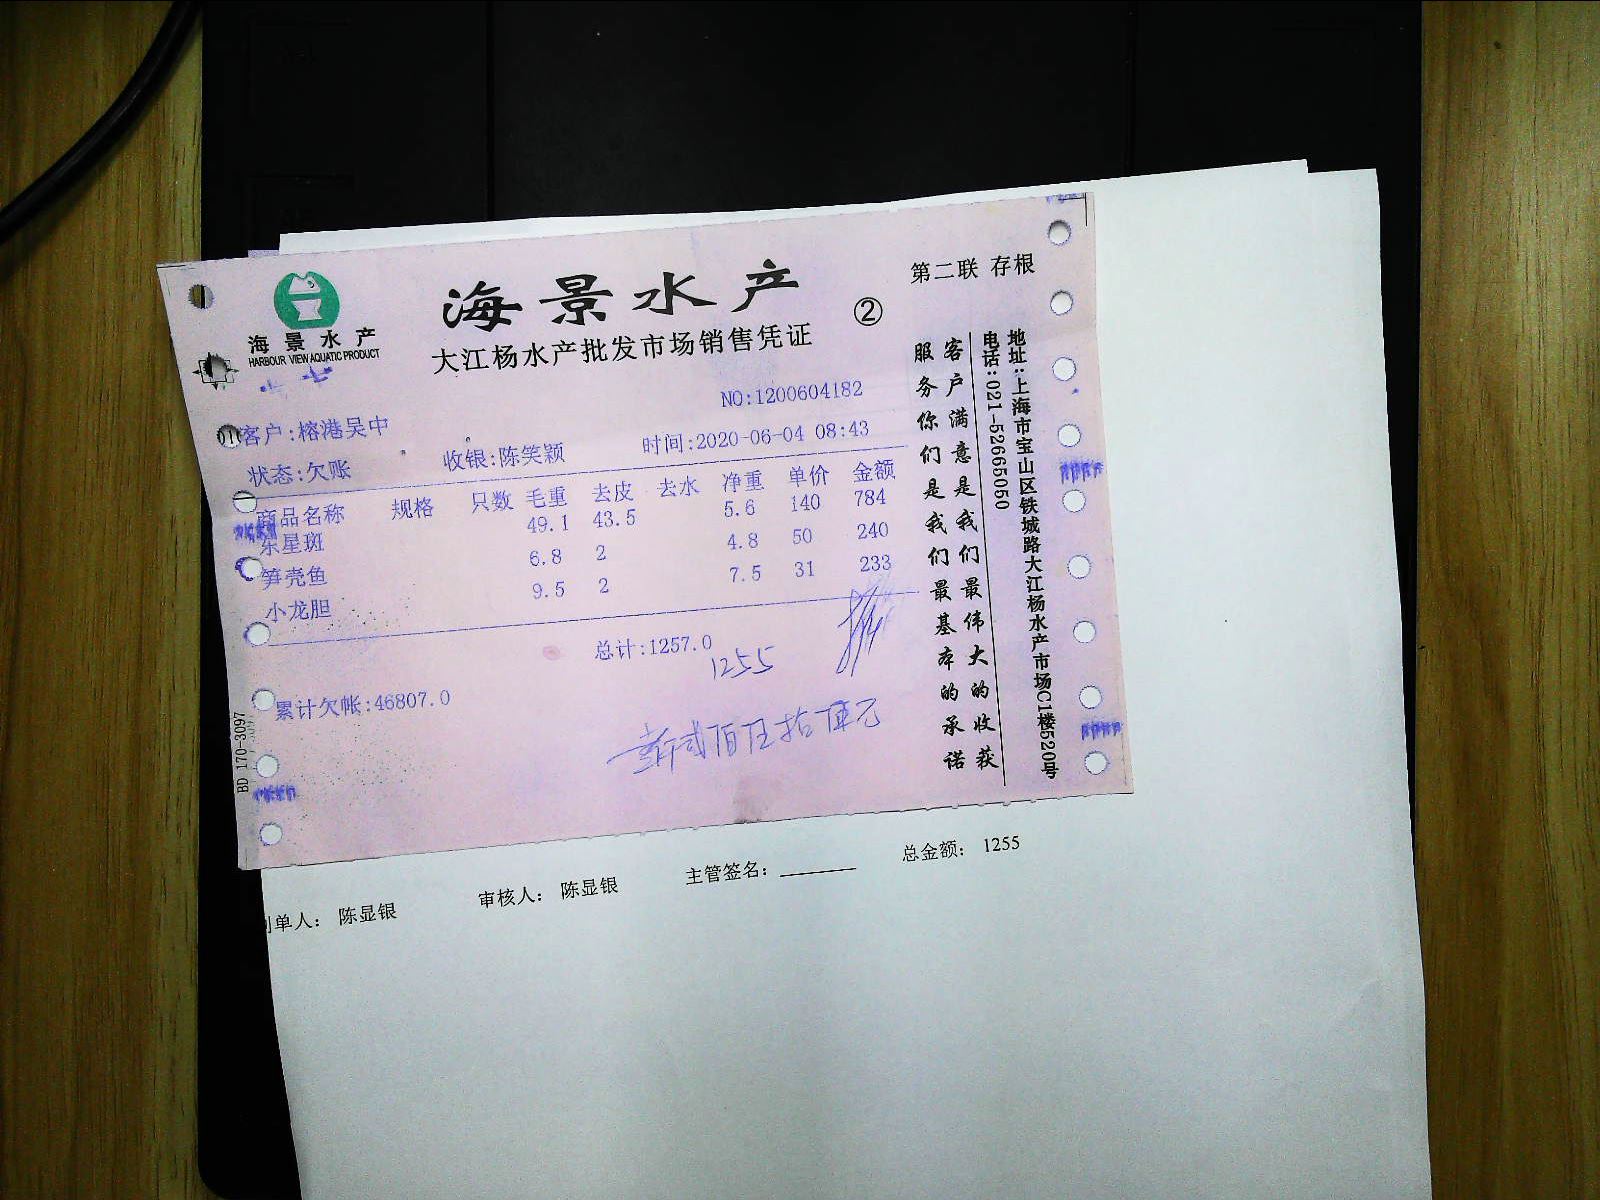 第二联 存根
海景水产
海景水产
HARBOUR VIEW AQUATIC PRODUCT
大江杨水产批发市场销售凭证
②
NO:1200604182
客户:榕港吴中
时间:2020-06-04 08:43
收银:陈笑颖
状态:欠账
商品名称 规格 只数 毛重 去皮 去水 净重 单价 金额
东星斑 49.1 43.5 5.6 140 784
笋壳鱼 6.8 2 4.8 50 240
小龙胆 9.5 2 7.5 31 233
总计:1257.0
1255
累计欠帐:46807.0
BD 170-3097
客户满意是我们最伟大的收获
服务你们是我们最基本的承诺
地址:上海市宝山区铁城路大江杨水产市场C1楼520号
电话:021-52665050
总金额: 1255
主管签名:
审核人: 陈显银
制单人: 陈显银